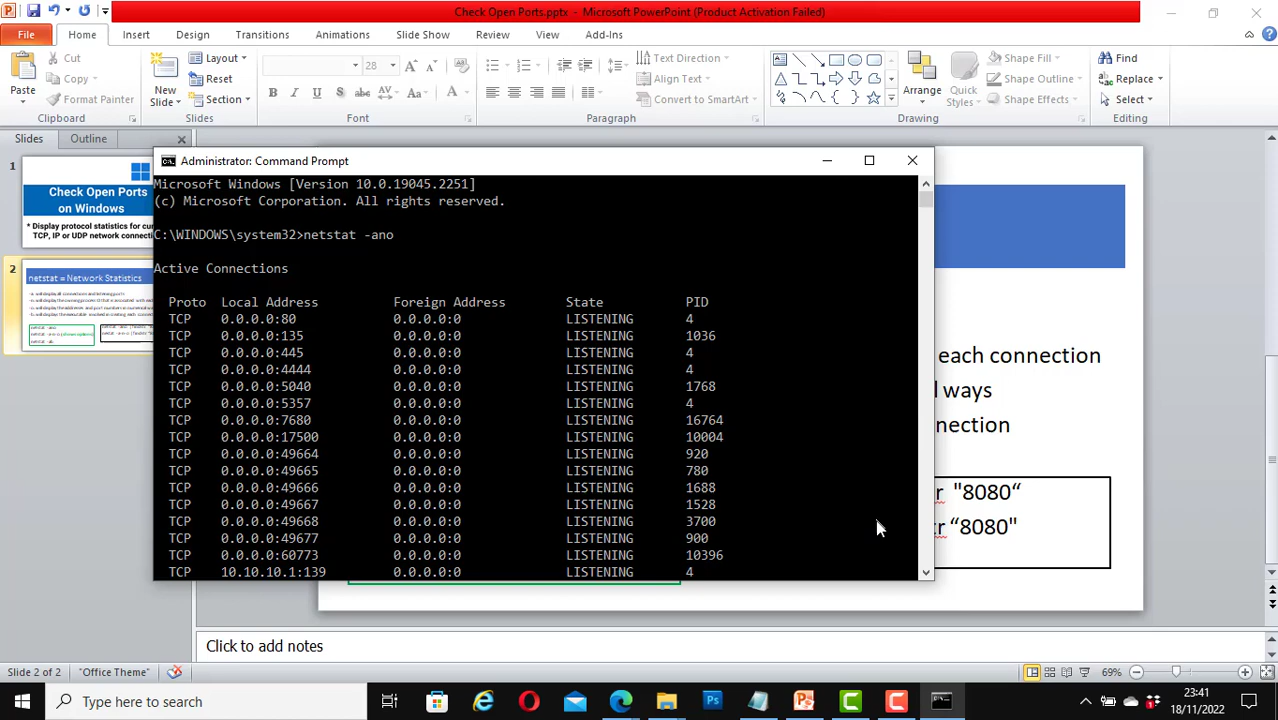 Check Open Ports.pptx - Microsoft PowerPoint (Product Activation Failed)
File Home Insert Design Transitions Animations Slide Show Review View Add-Ins
Paste
Cut
Copy
Format Painter
Clipboard
New Slide
Layout
Reset
Section
Slides
28
B I U S abc AV Aa A
Font
Text Direction
Align Text
Convert to SmartArt
Paragraph
Arrange
Quick Styles
Shape Fill
Shape Outline
Shape Effects
Drawing
Find
Replace
Select
Editing
Slides Outline
1
Check Open Ports
on Windows
* Display protocol statistics for cur
TCP, IP or UDP network connecti
2
netstat = Network Statistics
Administrator: Command Prompt
Microsoft Windows [Version 10.0.19045.2251]
(c) Microsoft Corporation. All rights reserved.
C:\WINDOWS\system32>netstat -ano
Active Connections
Proto Local Address Foreign Address State PID
TCP 0.0.0.0:80 0.0.0.0:0 LISTENING 4
TCP 0.0.0.0:135 0.0.0.0:0 LISTENING 1036
TCP 0.0.0.0:445 0.0.0.0:0 LISTENING 4
TCP 0.0.0.0:4444 0.0.0.0:0 LISTENING 4
TCP 0.0.0.0:5040 0.0.0.0:0 LISTENING 1768
TCP 0.0.0.0:5357 0.0.0.0:0 LISTENING 4
TCP 0.0.0.0:7680 0.0.0.0:0 LISTENING 16764
TCP 0.0.0.0:17500 0.0.0.0:0 LISTENING 10004
TCP 0.0.0.0:49664 0.0.0.0:0 LISTENING 920
TCP 0.0.0.0:49665 0.0.0.0:0 LISTENING 780
TCP 0.0.0.0:49666 0.0.0.0:0 LISTENING 1688
TCP 0.0.0.0:49667 0.0.0.0:0 LISTENING 1528
TCP 0.0.0.0:49668 0.0.0.0:0 LISTENING 3700
TCP 0.0.0.0:49677 0.0.0.0:0 LISTENING 900
TCP 0.0.0.0:60773 0.0.0.0:0 LISTENING 10396
TCP 10.10.10.1:139 0.0.0.0:0 LISTENING 4
each connection
l ways
nection
r "8080“
tr “8080"
Click to add notes
Slide 2 of 2 "Office Theme" 69%
Type here to search
23:41
18/11/2022